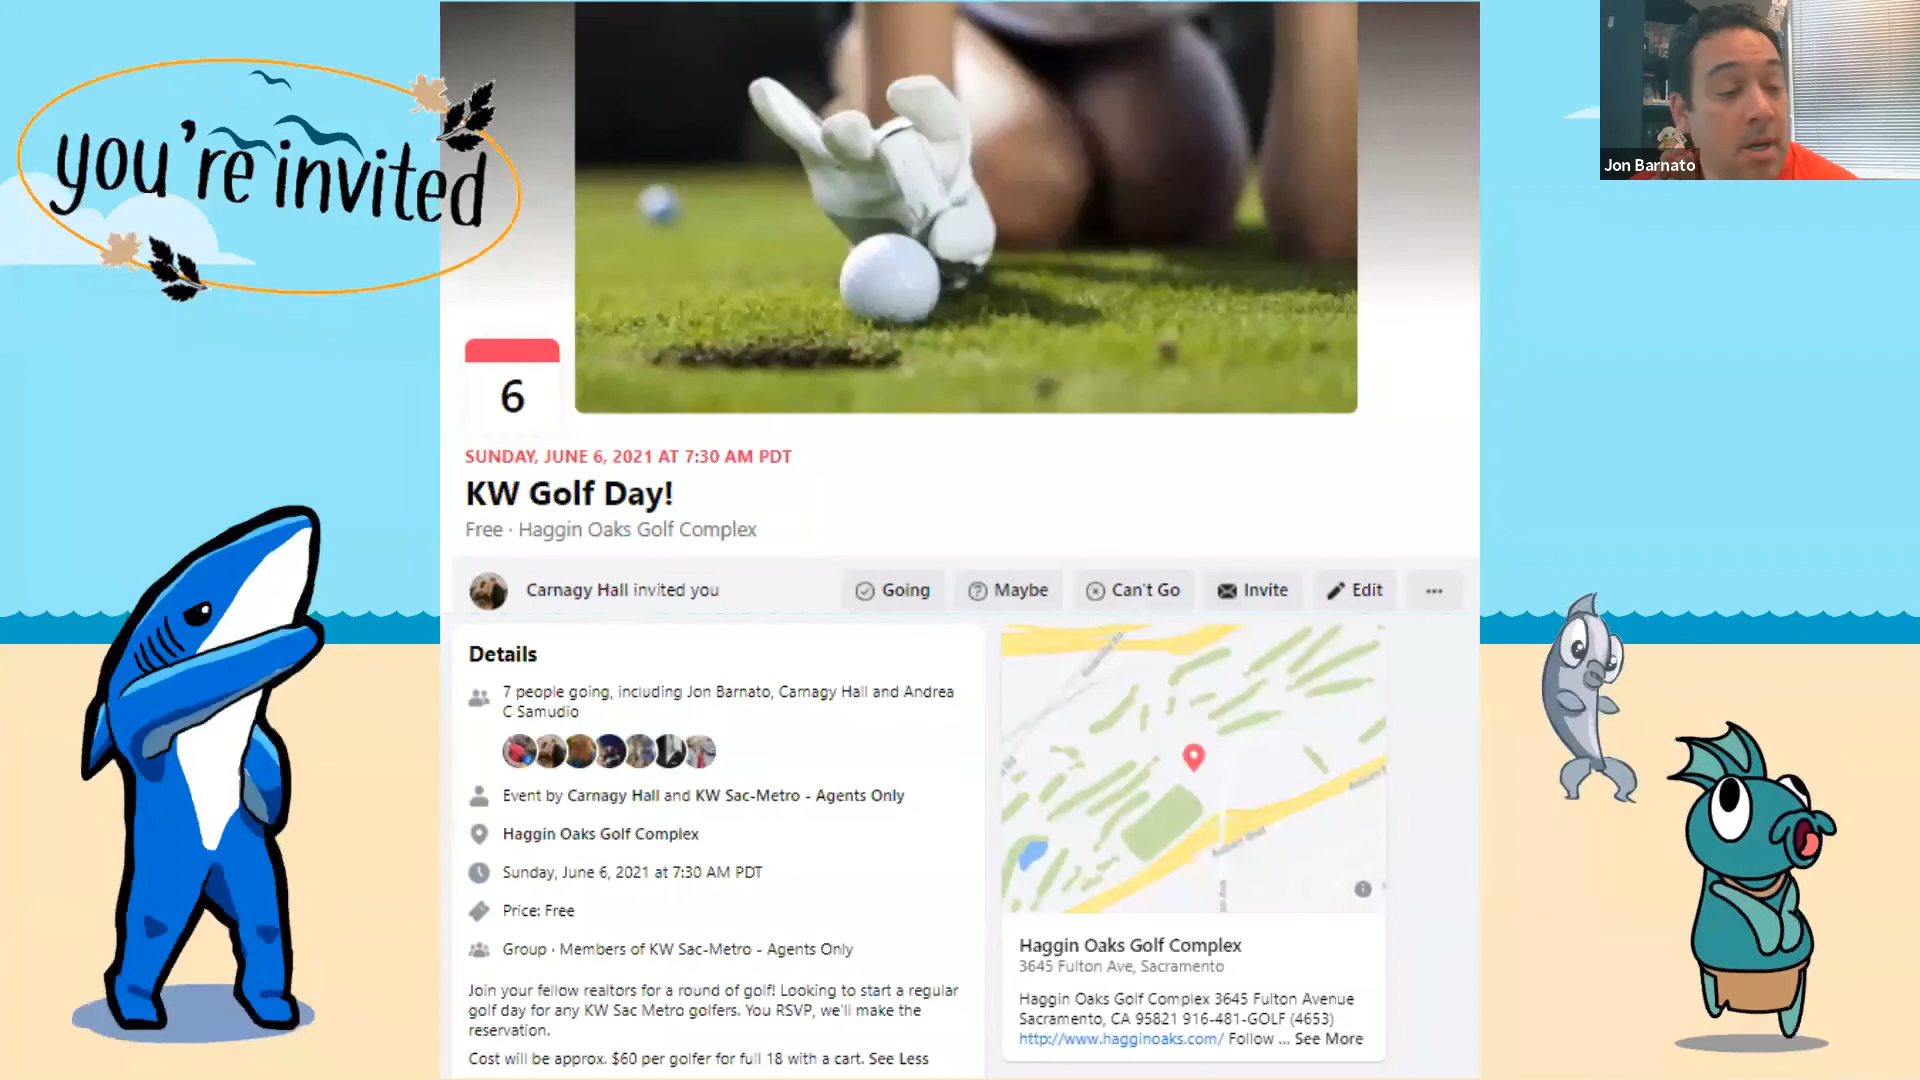 you're invited
Jon Barnato
6
SUNDAY, JUNE 6, 2021 AT 7:30 AM PDT
KW Golf Day!
Free · Haggin Oaks Golf Complex
Carnagy Hall invited you
Going
Maybe
Can't Go
Invite
Edit
...
Details
7 people going, including Jon Barnato, Carnagy Hall and Andrea
C Samudio
Event by Carnagy Hall and KW Sac-Metro - Agents Only
Haggin Oaks Golf Complex
Sunday, June 6, 2021 at 7:30 AM PDT
Price: Free
Group · Members of KW Sac-Metro - Agents Only
Join your fellow realtors for a round of golf! Looking to start a regular
golf day for any KW Sac Metro golfers. You RSVP, we'll make the
reservation.
Cost will be approx. $60 per golfer for full 18 with a cart. See Less
Auburn Blvd
Haggin Oaks Golf Complex
3645 Fulton Ave, Sacramento
Haggin Oaks Golf Complex 3645 Fulton Avenue
Sacramento, CA 95821 916-481-GOLF (4653)
http://www.hagginoaks.com/ Follow ... See More